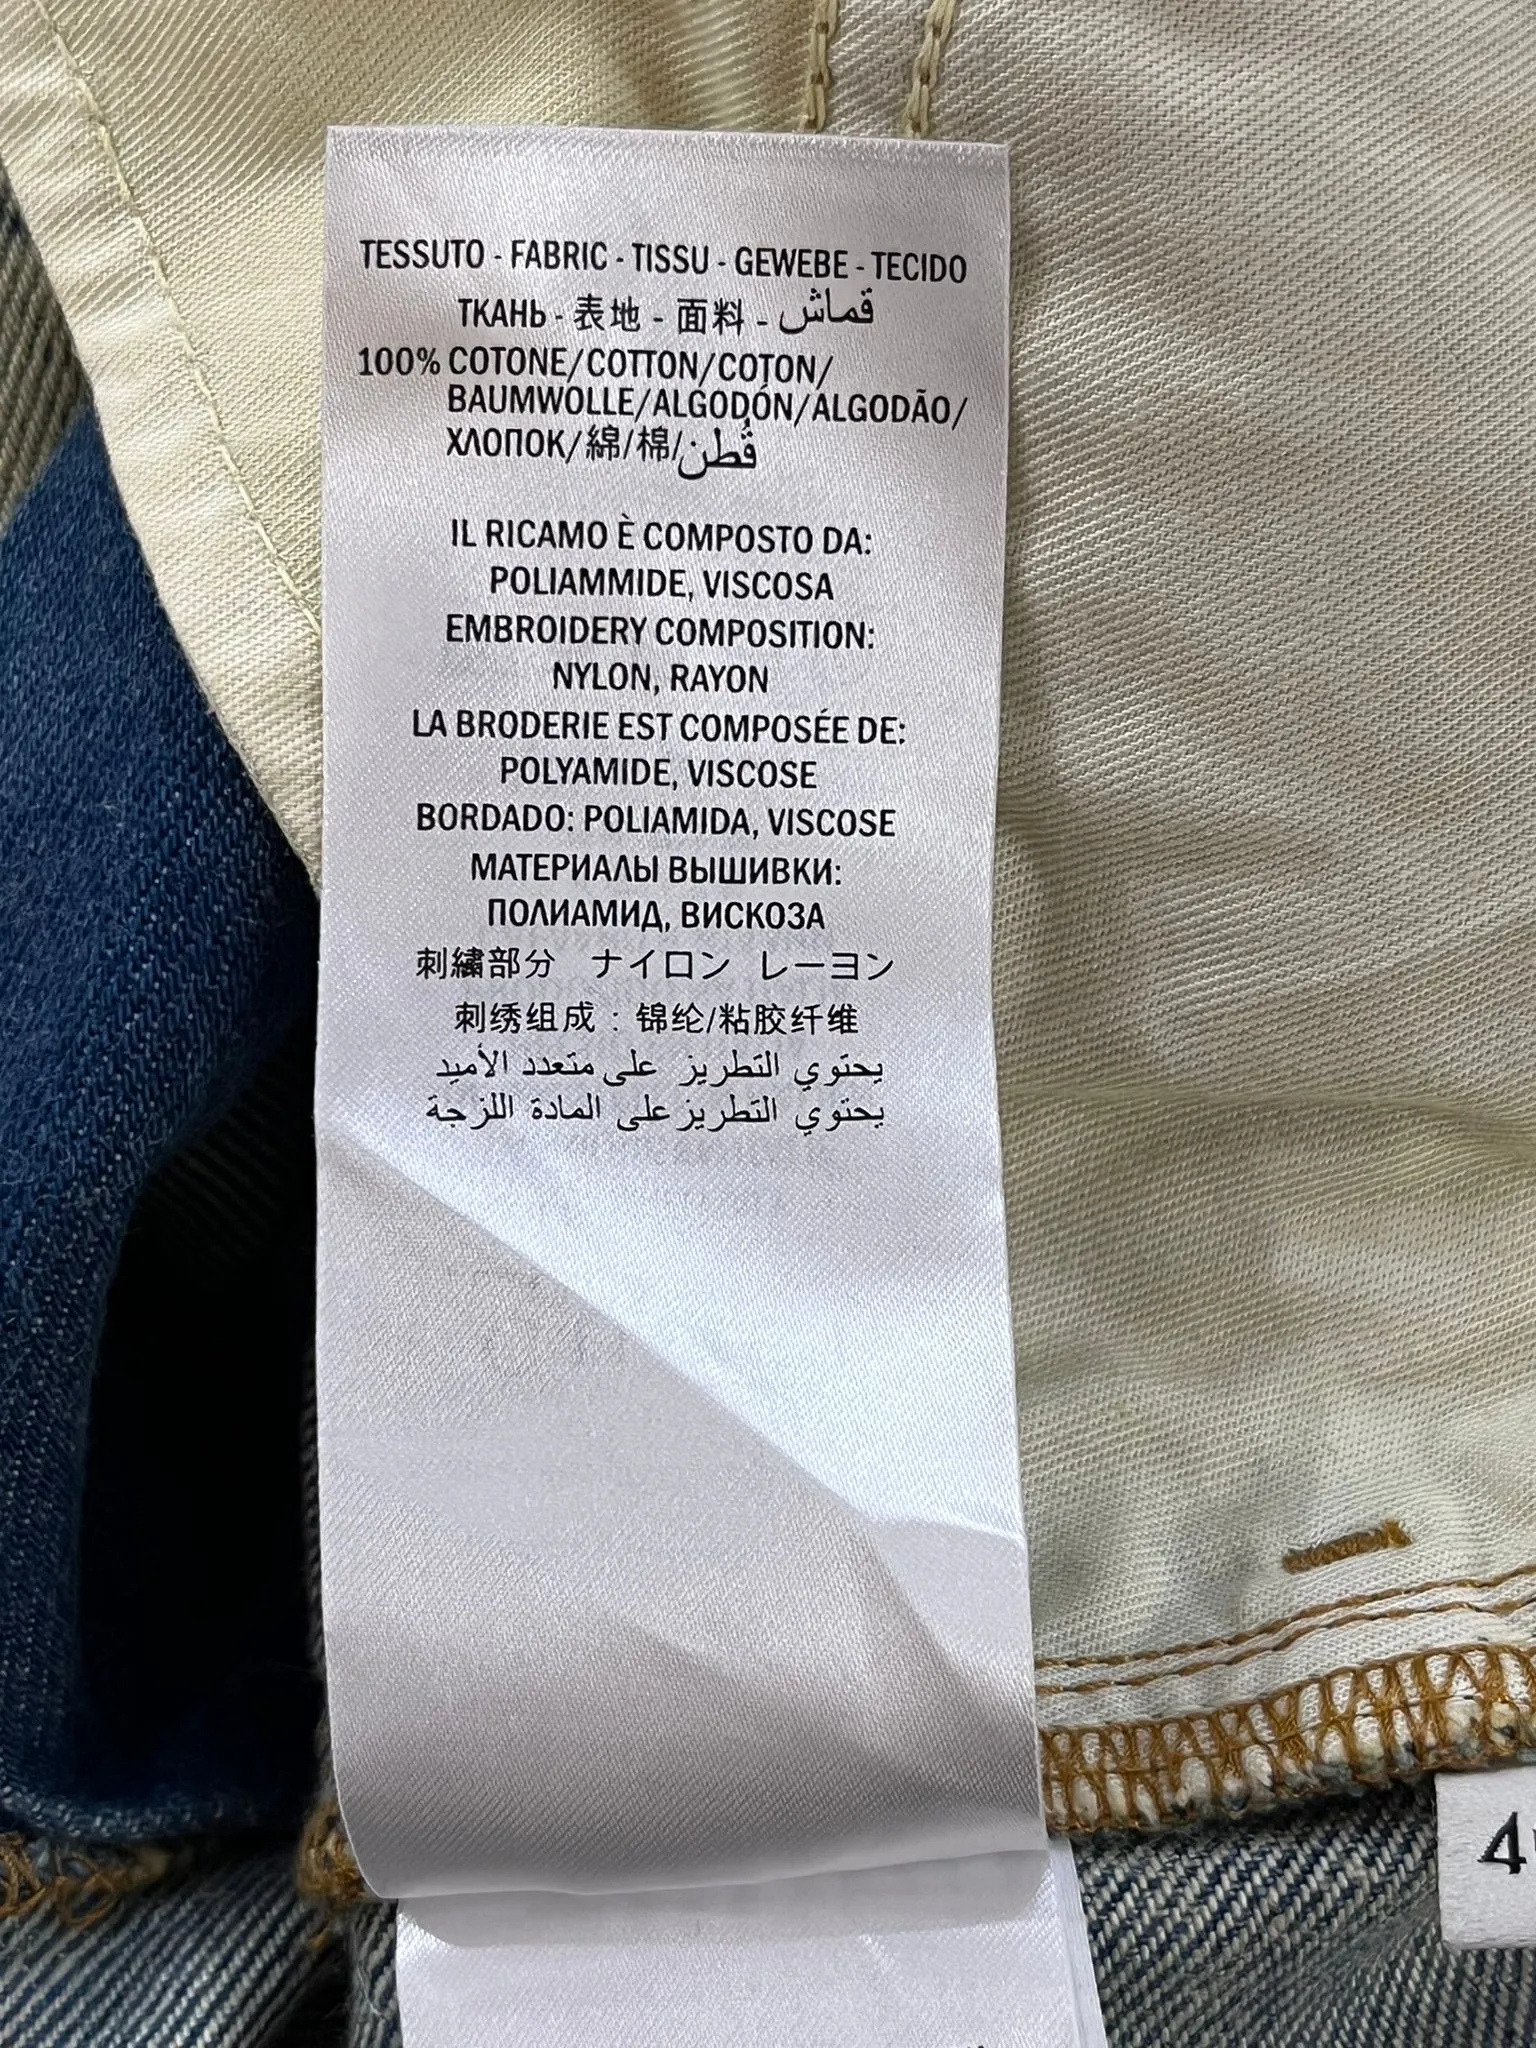 TESSUTO - FABRIC - TISSU - GEWEBE - TECIDO
ТКАНЬ - 表地 - 面料 - قماش
100% COTONE/COTTON/COTON/
BAUMWOLLE/ALGODÓN/ALGODÃO/
ХЛОПОК/綿/棉/قُطن
IL RICAMO È COMPOSTO DA:
POLIAMMIDE, VISCOSA
EMBROIDERY COMPOSITION:
NYLON, RAYON
LA BRODERIE EST COMPOSÉE DE:
POLYAMIDE, VISCOSE
BORDADO: POLIAMIDA, VISCOSE
МАТЕРИАЛЫ ВЫШИВКИ:
ПОЛИАМИД, ВИСКОЗА
刺繍部分 ナイロン レーヨン
刺绣组成：锦纶/粘胶纤维
يحتوي التطريز على متعدد الأميد
يحتوي التطريز على المادة اللزجة